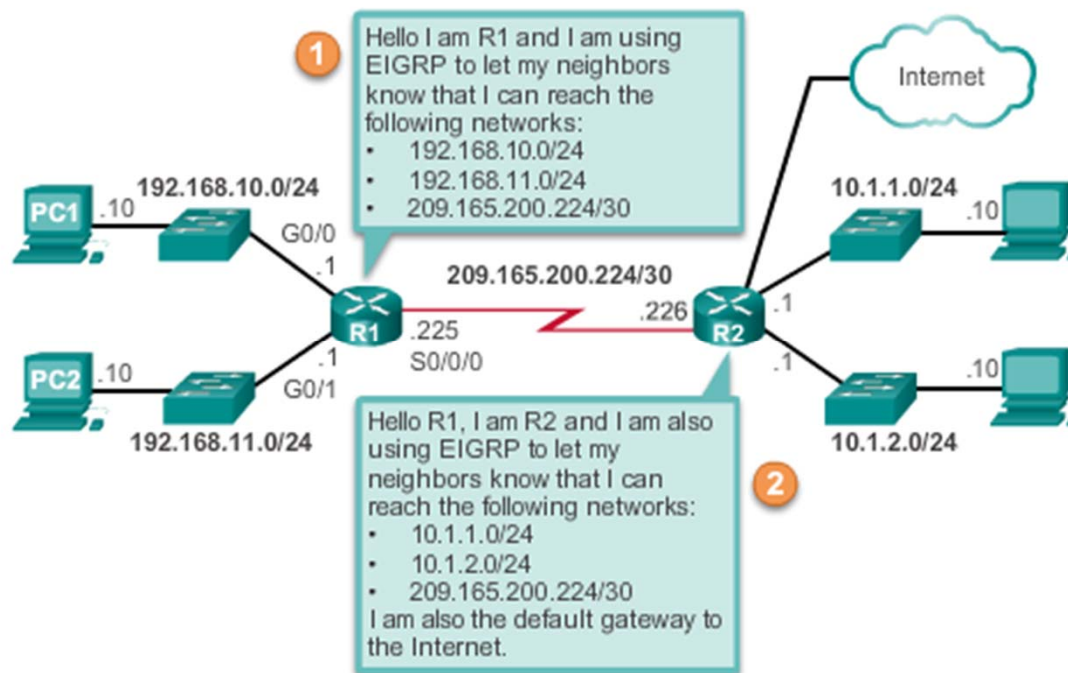 1
Hello I am R1 and I am using
EIGRP to let my neighbors
know that I can reach the
following networks:
• 192.168.10.0/24
• 192.168.11.0/24
• 209.165.200.224/30
Internet
192.168.10.0/24
PC1
.10
G0/0
.1
209.165.200.224/30
10.1.1.0/24
.10
.1
R1
.225
S0/0/0
.226
R2
PC2
.10
.1
G0/1
192.168.11.0/24
.1
.10
10.1.2.0/24
Hello R1, I am R2 and I am also
using EIGRP to let my
neighbors know that I can
reach the following networks:
• 10.1.1.0/24
• 10.1.2.0/24
• 209.165.200.224/30
I am also the default gateway to
the Internet.
2